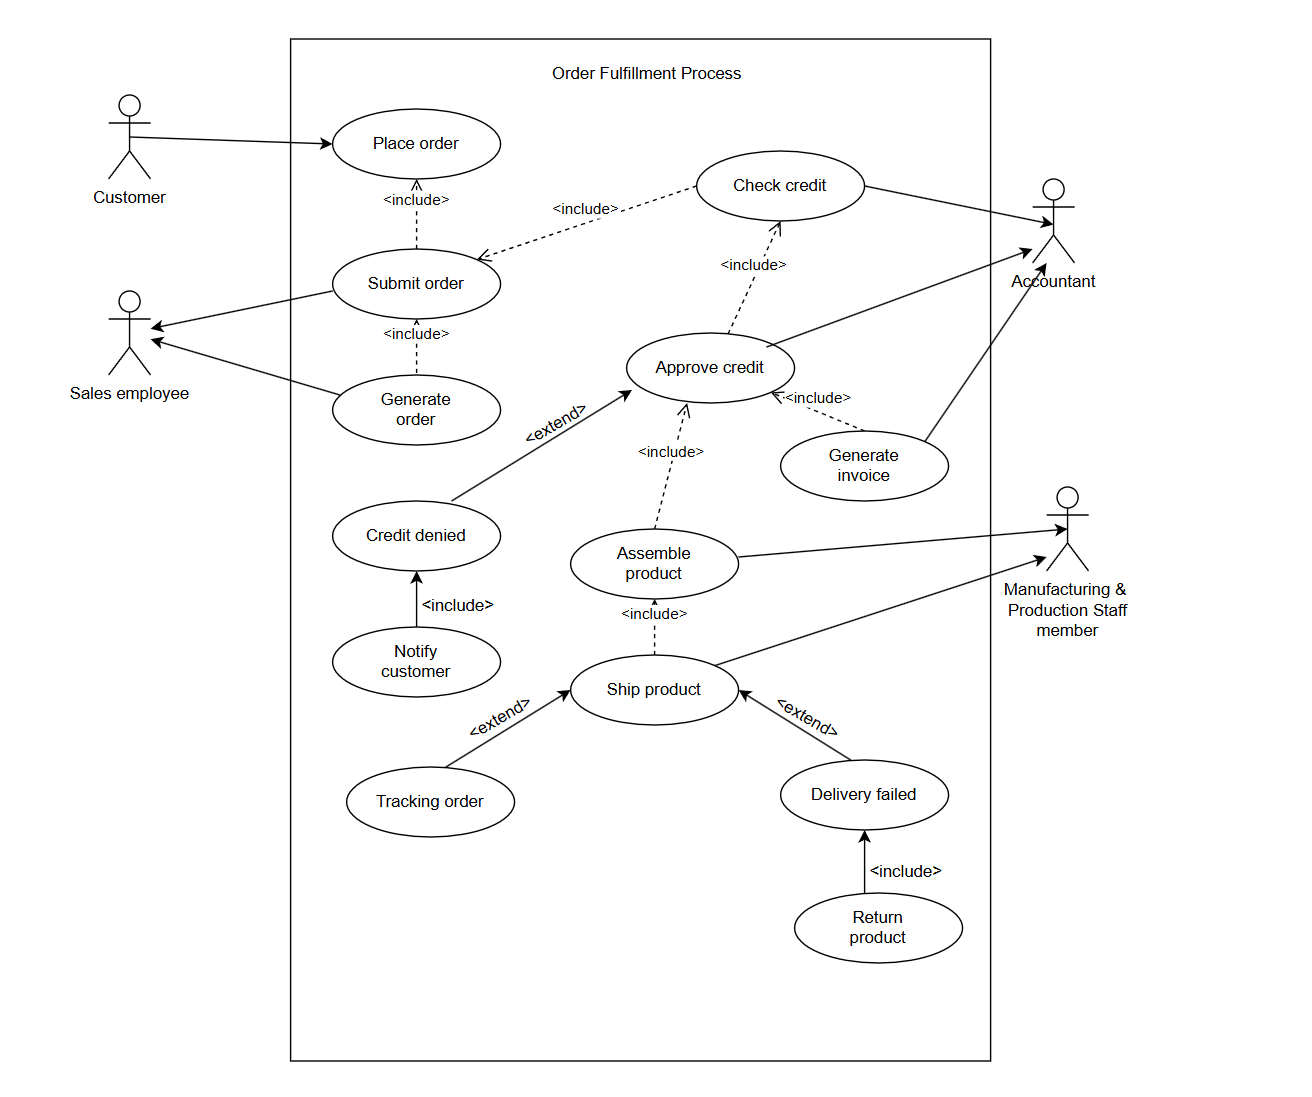 Order Fulfillment Process
Customer
Place order
<include>
Check credit
<include>
Submit order
<include>
Accountant
<include>
Sales employee
Generate
order
Approve credit
<include>
<extend>
<include>
Generate
invoice
Credit denied
Assemble
product
Manufacturing &
Production Staff
member
<include>
<include>
Notify
customer
Ship product
<extend>
<extend>
Tracking order
Delivery failed
<include>
Return
product